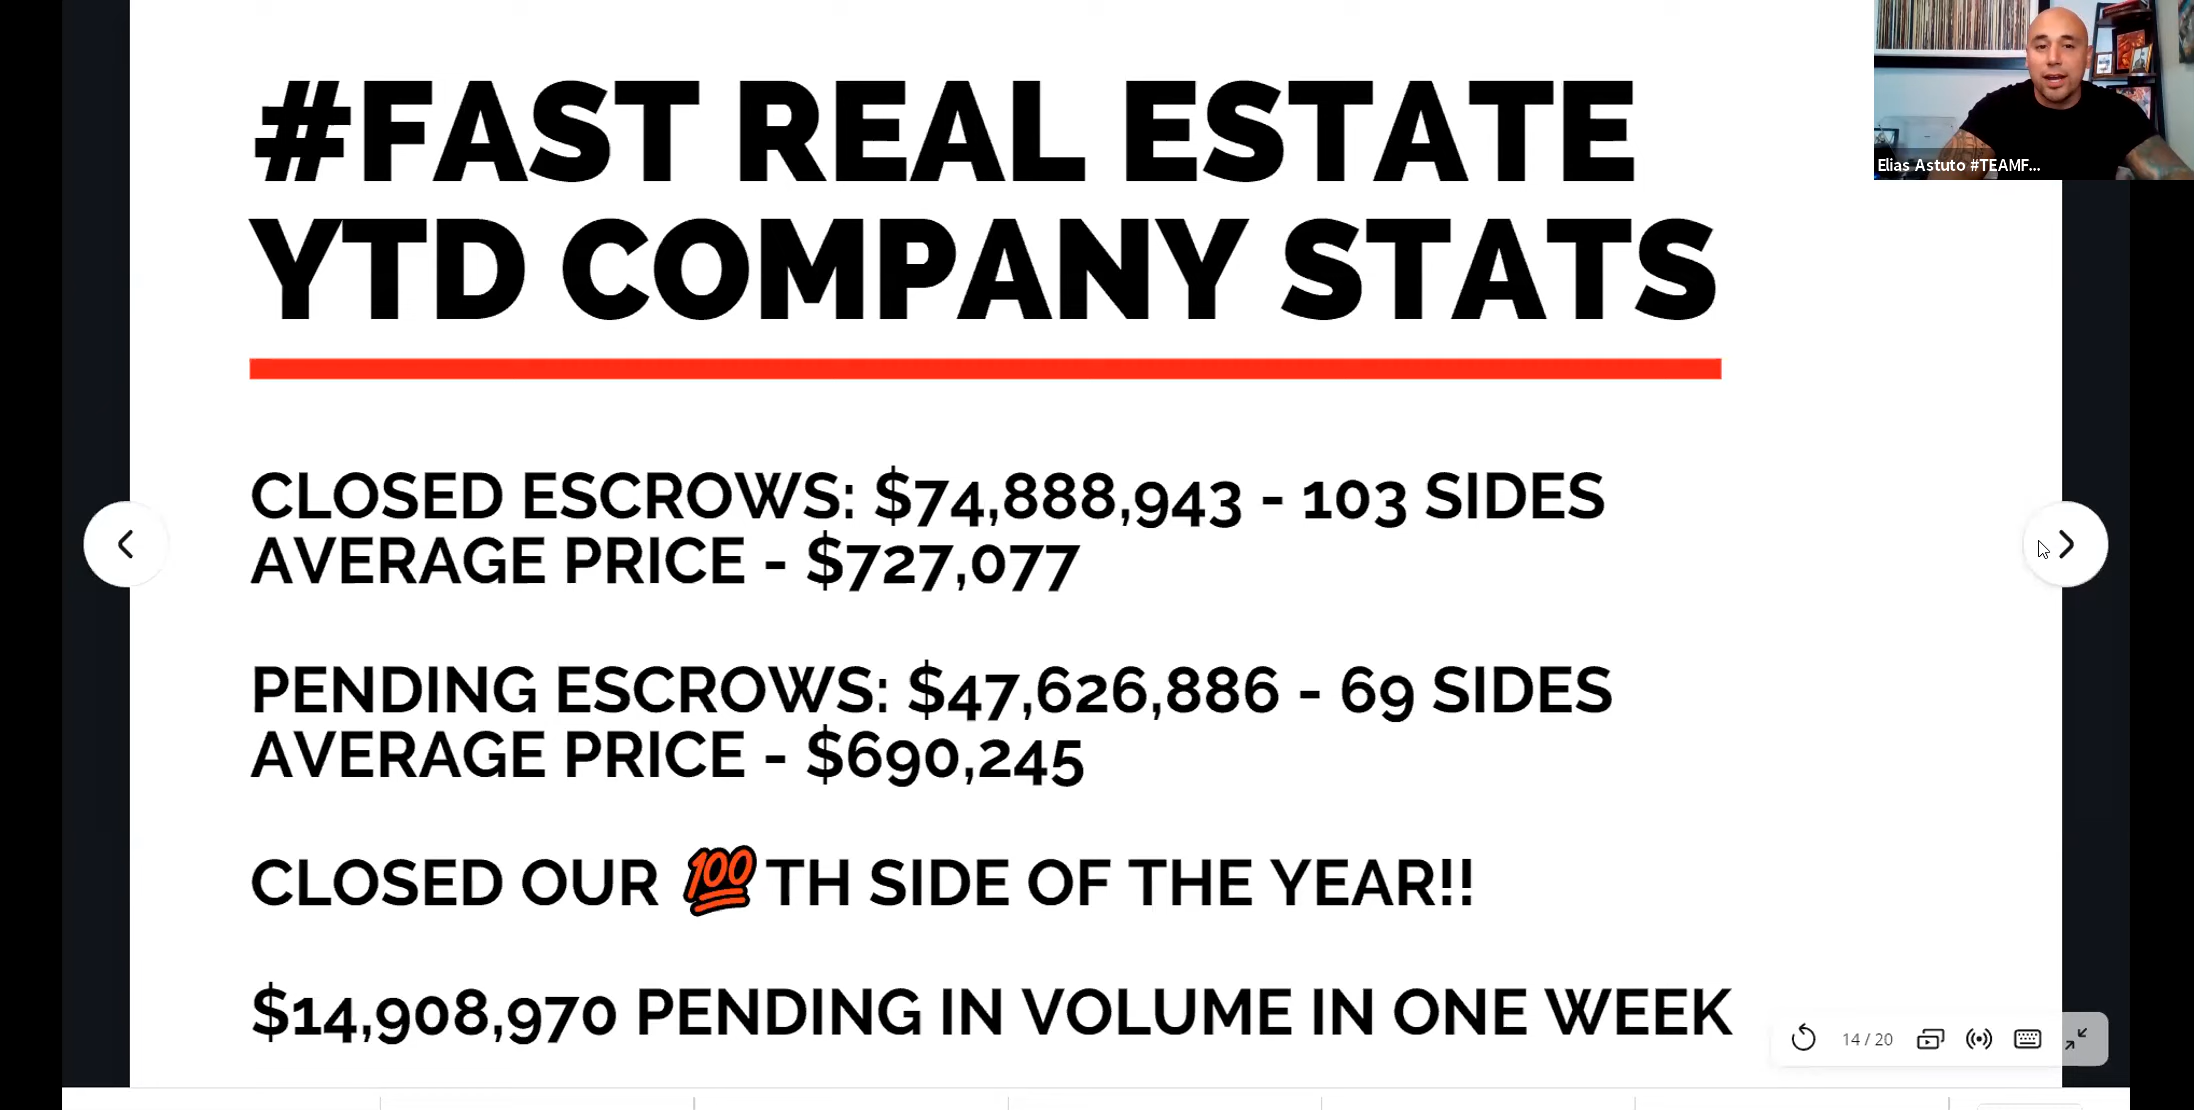 #FAST REAL ESTATE
YTD COMPANY STATS
Elias Astuto #TEAMF...
CLOSED ESCROWS: $74,888,943 - 103 SIDES
AVERAGE PRICE - $727,077
PENDING ESCROWS: $47,626,886 - 69 SIDES
AVERAGE PRICE - $690,245
CLOSED OUR 💯TH SIDE OF THE YEAR!!
$14,908,970 PENDING IN VOLUME IN ONE WEEK
14 / 20